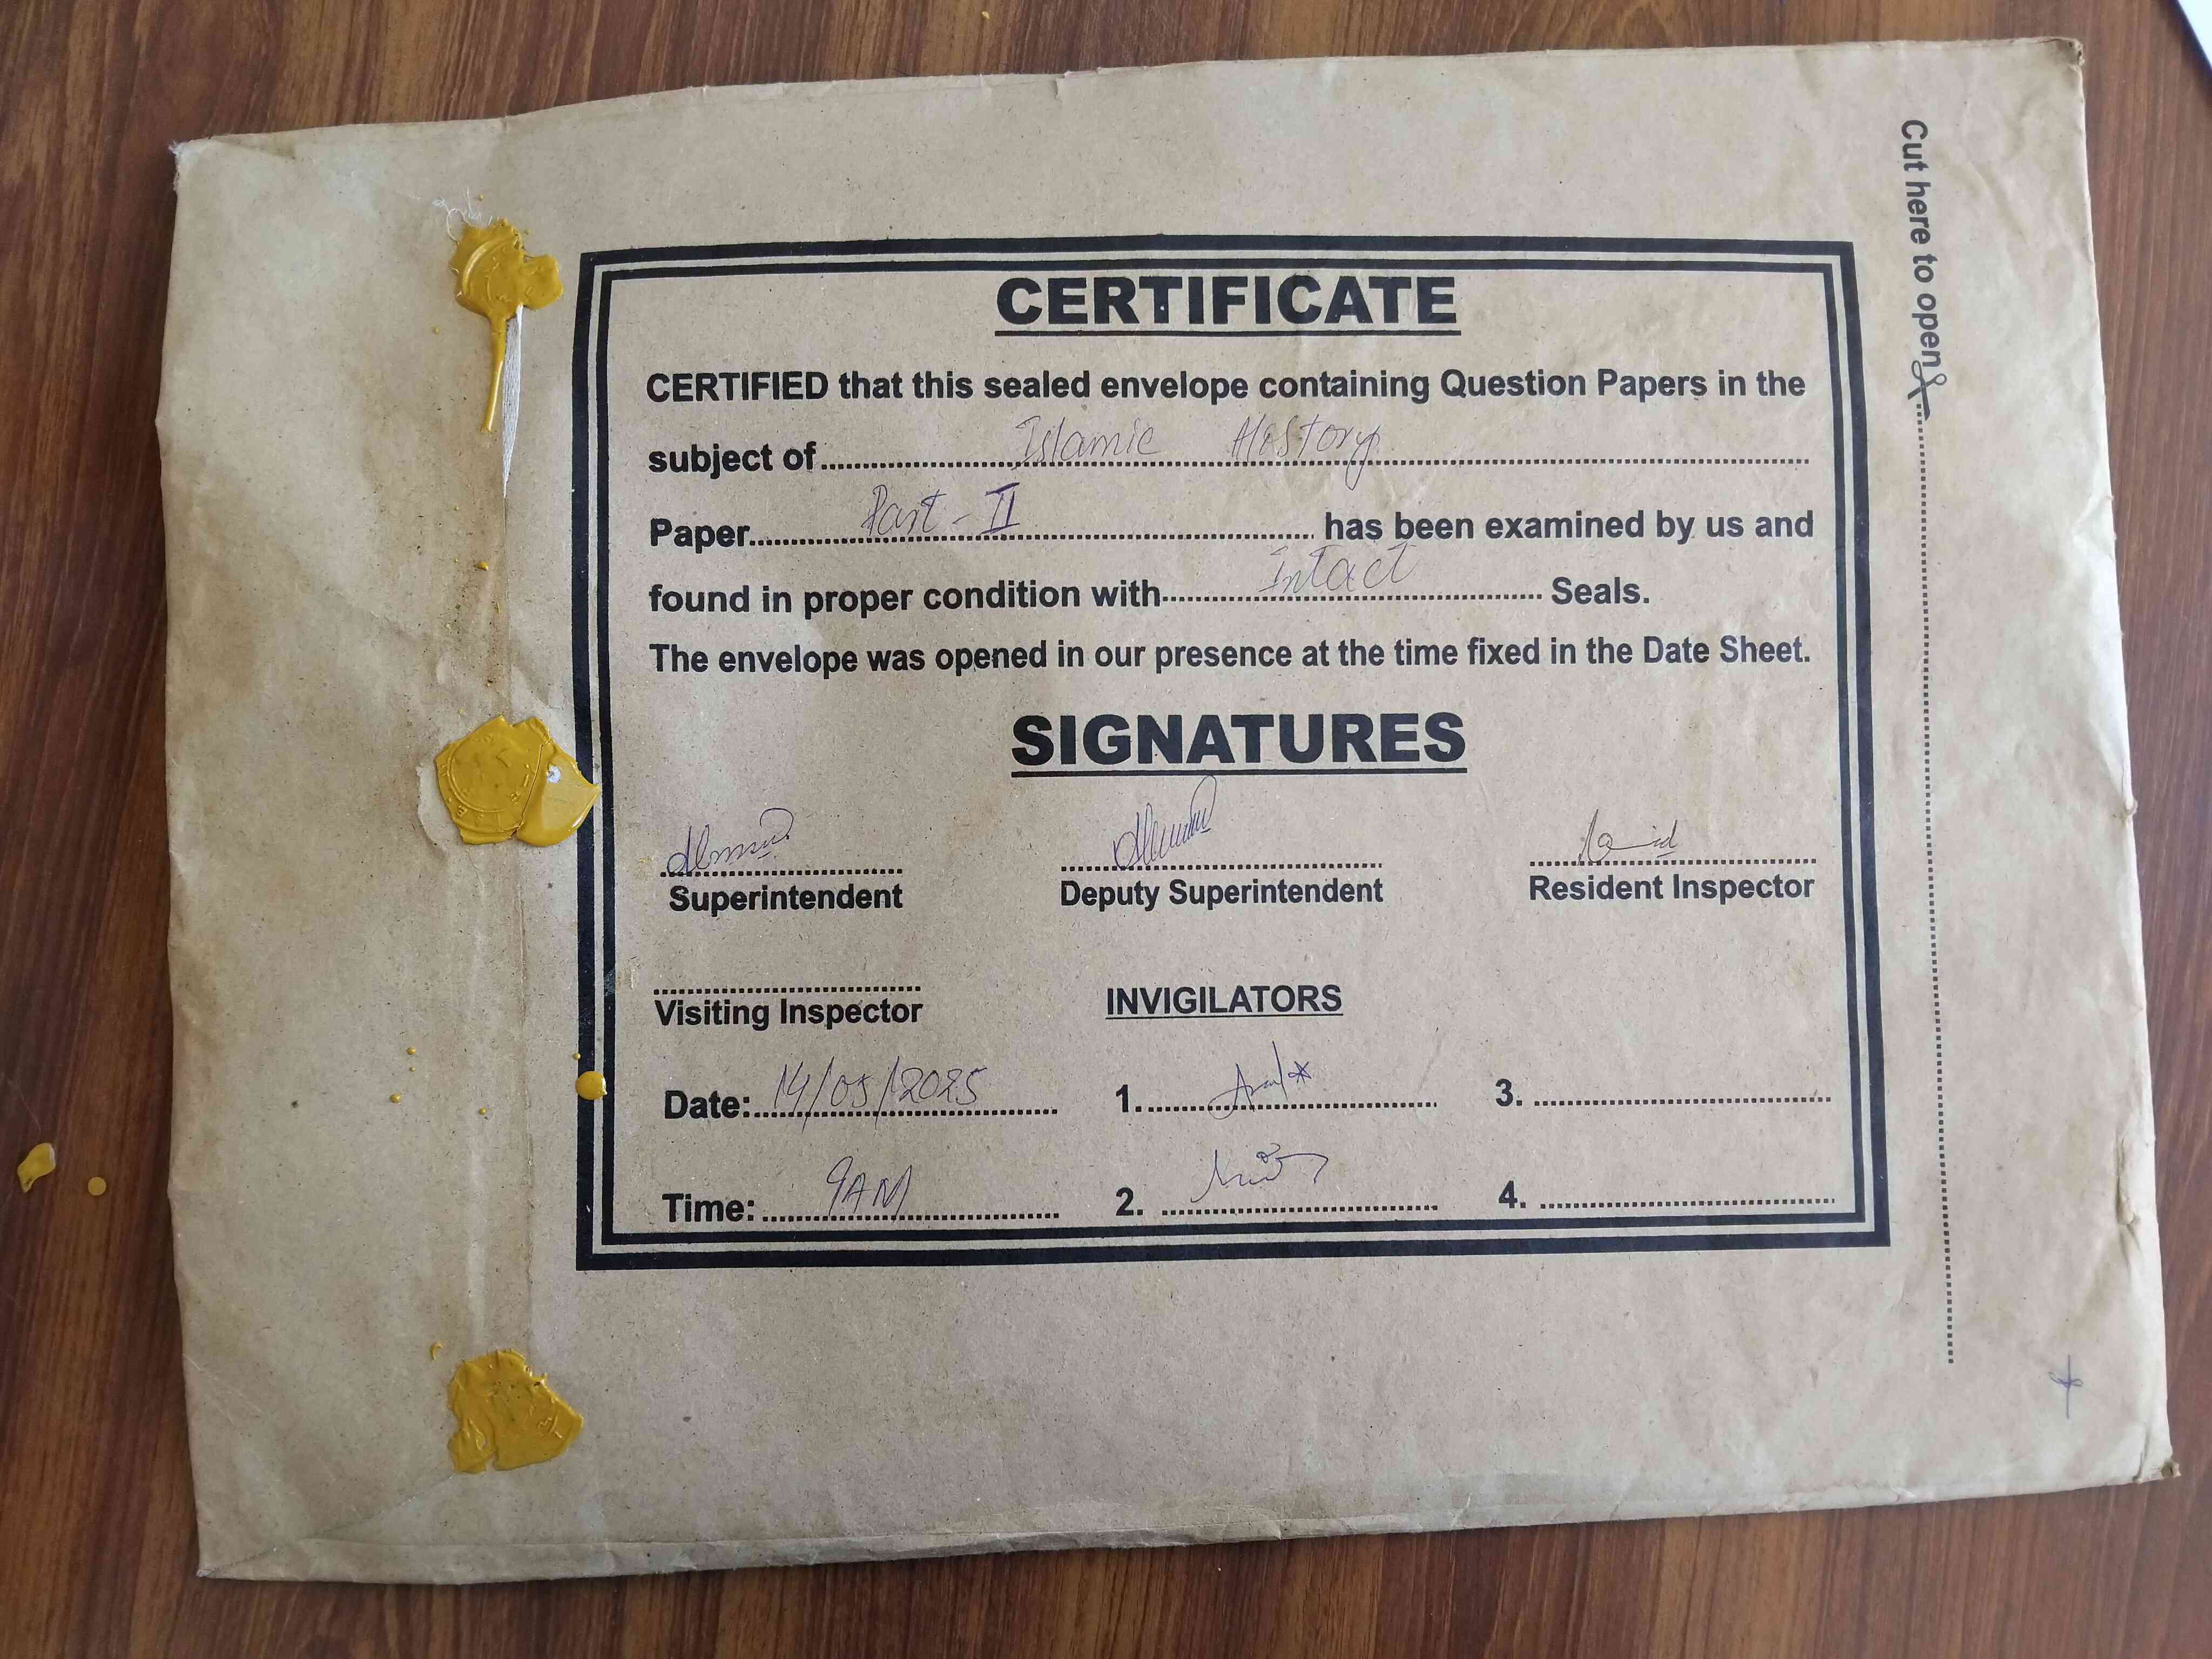 Cut here to open
CERTIFICATE
CERTIFIED that this sealed envelope containing Question Papers in the
subject of Islamic History
Paper Part - II has been examined by us and
found in proper condition with Intact Seals.
The envelope was opened in our presence at the time fixed in the Date Sheet.
SIGNATURES
Superintendent Deputy Superintendent Resident Inspector
Visiting Inspector INVIGILATORS
Date: 14/05/2025 1. 3.
Time: 9AM 2. 4.